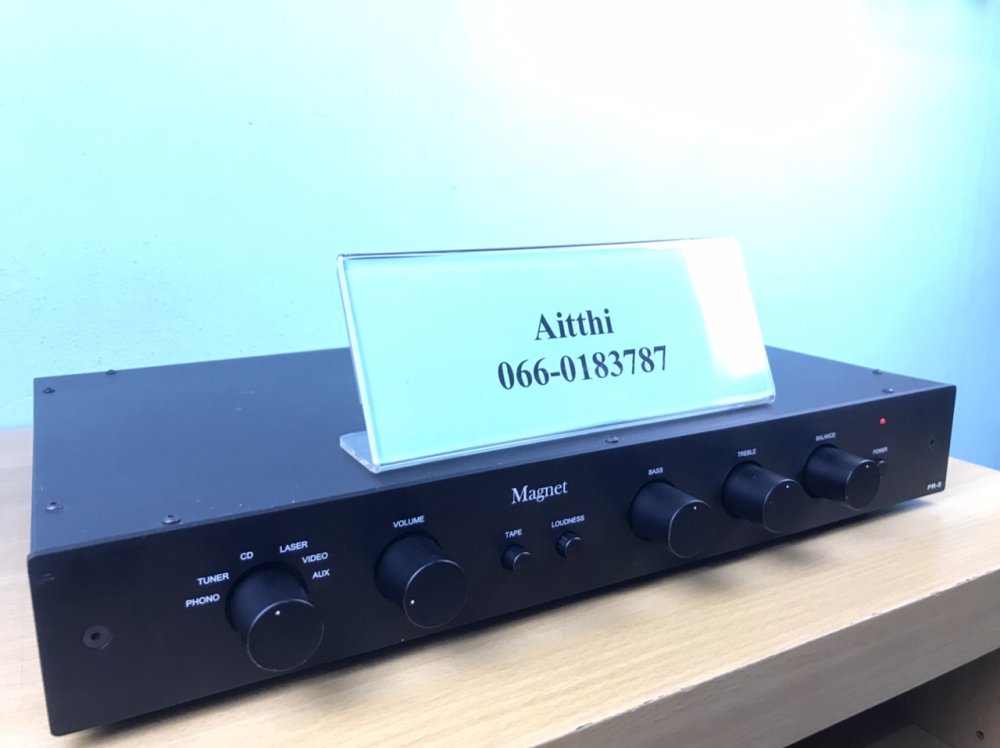 Aitthi
066-0183787
Magnet
PHONO
TUNER
CD
LASER
VIDEO
AUX
VOLUME
TAPE
LOUDNESS
BASS
TREBLE
BALANCE
POWER
PR-5